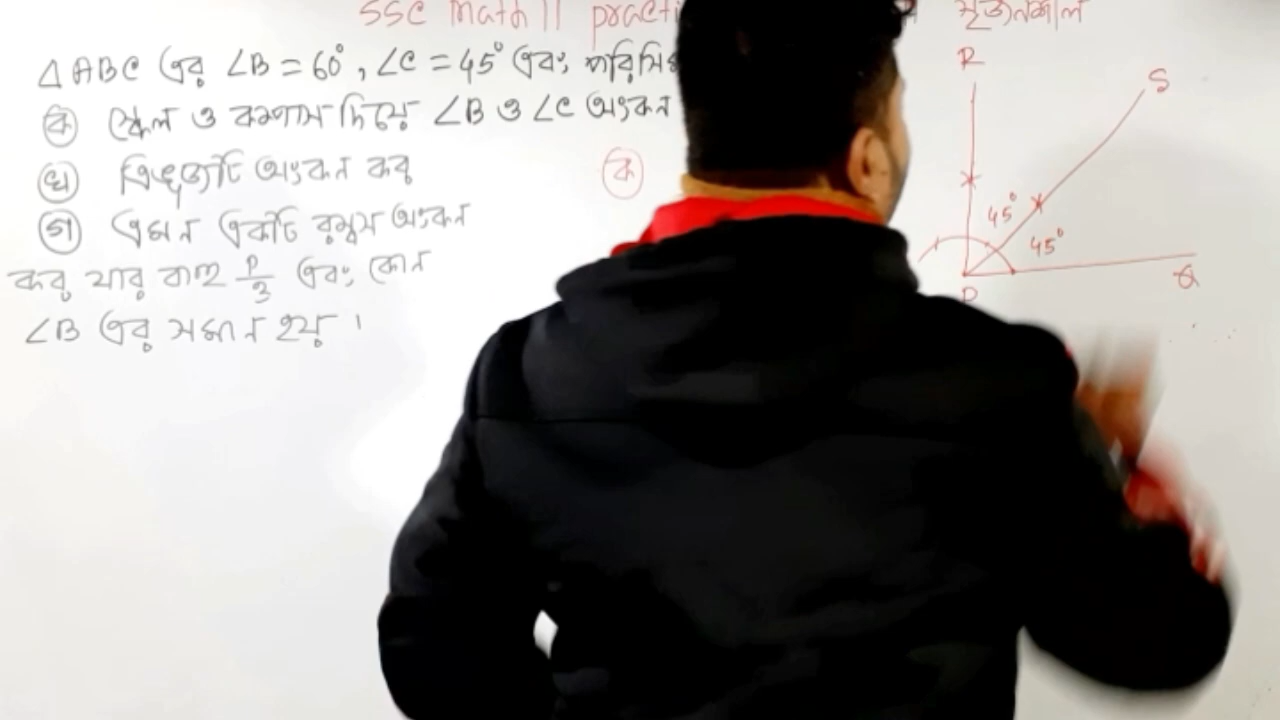 SSC Math || practi
সৃজনশীল
△ABC এর ∠B = 60°, ∠C = 45° এবং পরিসি
ক স্কেল ও কম্পাস দিয়ে ∠B ও ∠C অংকন
খ ত্রিভূজটি অংকন কর
গ এমন একটি রম্বস অংকন
কর যার বাহু P/3 এবং কোন
∠B এর সমান হয় ।
ক
R
S
45°
45°
Q
P